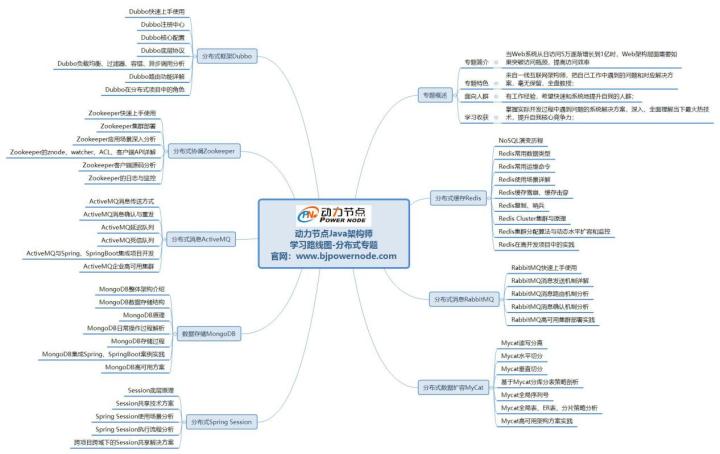 动力节点
POWER NODE
动力节点Java架构师
学习路线图-分布式专题
官网：www.bjpowernode.com
分布式框架Dubbo
Dubbo快速上手使用
Dubbo注册中心
Dubbo核心配置
Dubbo底层协议
Dubbo负载均衡、过滤器、容错、异步调用分析
Dubbo路由功能详解
Dubbo在分布式项目中的角色
分布式协调Zookeeper
Zookeeper快速上手使用
Zookeeper集群部署
Zookeeper应用场景深入分析
Zookeeper的znode、watcher、ACL、客户端API详解
Zookeeper客户端源码分析
Zookeeper的日志与监控
分布式消息ActiveMQ
ActiveMQ消息传送方式
ActiveMQ消息确认与重发
ActiveMQ延迟队列
ActiveMQ死信队列
ActiveMQ与Spring、SpringBoot集成项目开发
ActiveMQ企业高可用集群
数据存储MongoDB
MongoDB整体架构介绍
MongoDB数据存储结构
MongoDB原理
MongoDB日常操作过程解析
MongoDB存储过程
MongoDB集成Spring、SpringBoot案例实践
MongoDB高可用方案
分布式Spring Session
Session底层原理
Session共享技术方案
Spring Session使用场景分析
Spring Session执行流程分析
跨项目跨域下的Session共享解决方案
专题概述
专题简介
当Web系统从日访问5万逐渐增长到1亿时，Web架构层面需要如
果突破访问瓶颈，提高访问效率
专题特色
来自一线互联网架构师，把自己工作中遇到的问题和对应解决方
案，毫无保留、全盘教授；
面向人群
有工作经验、希望快速和系统地提升自我的人群；
学习收获
掌握实际开发过程中遇到问题的系统解决方案，深入、全面理解当下最火热技
术，提升自我核心竞争力；
分布式缓存Redis
NoSQL演变历程
Redis常用数据类型
Redis常用运维命令
Redis使用场景详解
Redis缓存雪崩、缓存击穿
Redis复制、哨兵
Redis Cluster集群与原理
Redis集群分配算法与动态水平扩容和监控
Redis在高并发项目中的实践
分布式消息RabbitMQ
RabbitMQ快速上手使用
RabbitMQ消息发送机制详解
RabbitMQ消息路由机制分析
RabbitMQ消息确认机制分析
RabbitMQ高可用集群部署实践
分布式数据扩容MyCat
Mycat读写分离
Mycat水平切分
Mycat垂直切分
基于Mycat分库分表策略剖析
Mycat全局序列号
Mycat全局表、ER表、分片策略分析
Mycat高可用架构方案实践